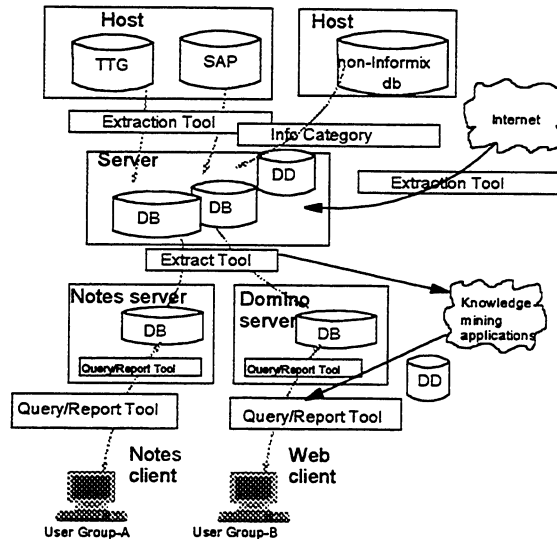 Host
Host
TTG
SAP
non-Informix
db
Internet
Extraction Tool
Info Category
Server
DD
Extraction Tool
DB
DB
Extract Tool
Notes server
Domino
server
Knowledge
mining
applications
DB
DB
Query/Report Tool
Query/Report Tool
DD
Query/Report Tool
Query/Report Tool
Notes
client
Web
client
User Group-A
User Group-B